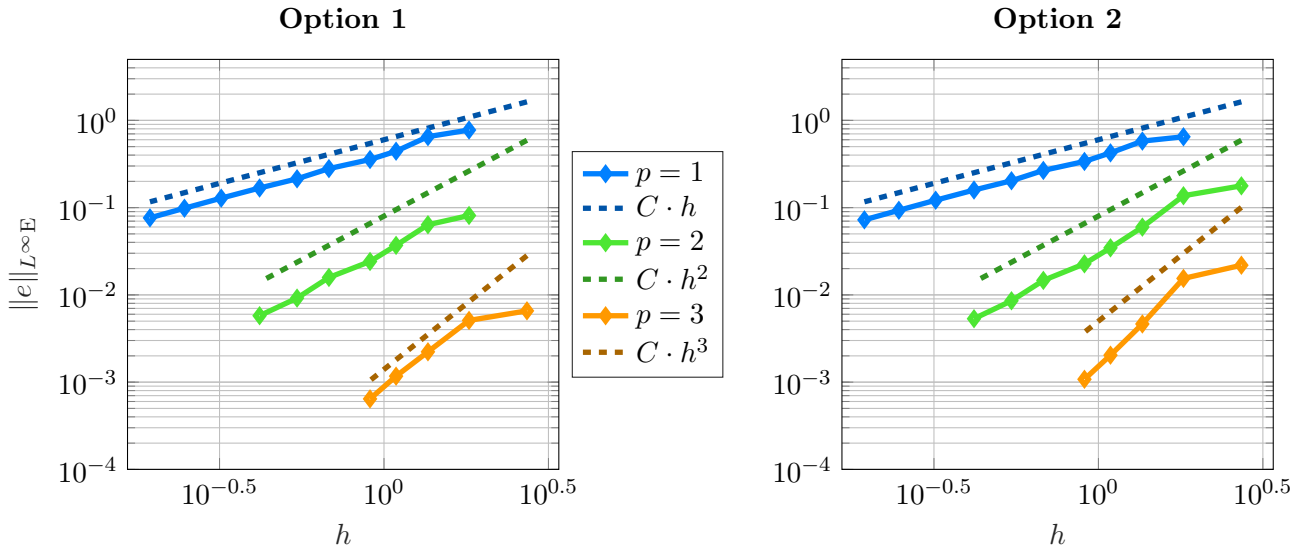 Option 1
Option 2
‖e‖_{L^∞E}
10^0
10^{-1}
10^{-2}
10^{-3}
10^{-4}
10^{-0.5}
10^0
10^{0.5}
h
p = 1
C · h
p = 2
C · h^2
p = 3
C · h^3
10^0
10^{-1}
10^{-2}
10^{-3}
10^{-4}
10^{-0.5}
10^0
10^{0.5}
h